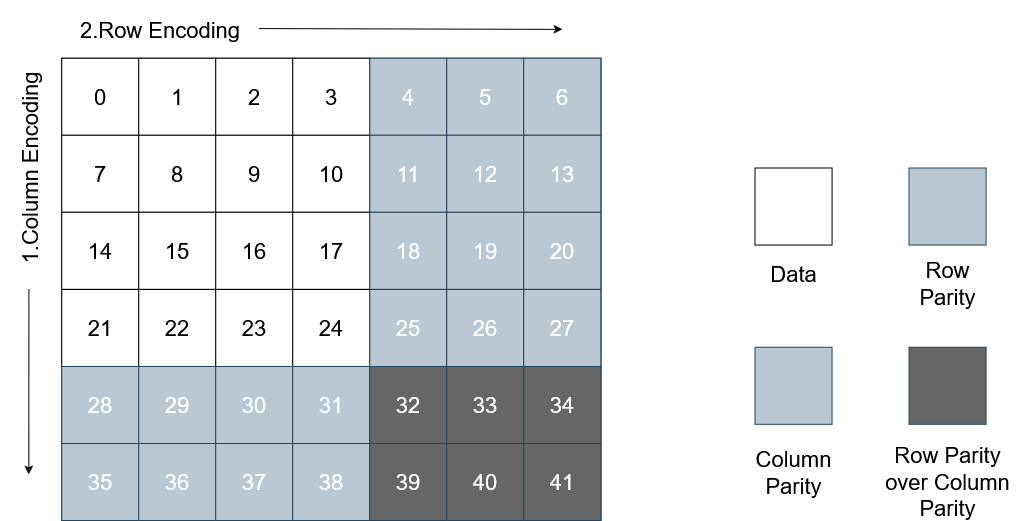 2.Row Encoding
1.Column Encoding
0 1 2 3 4 5 6
7 8 9 10 11 12 13
14 15 16 17 18 19 20
21 22 23 24 25 26 27
28 29 30 31 32 33 34
35 36 37 38 39 40 41
Data
Row
Parity
Column
Parity
Row Parity
over Column
Parity